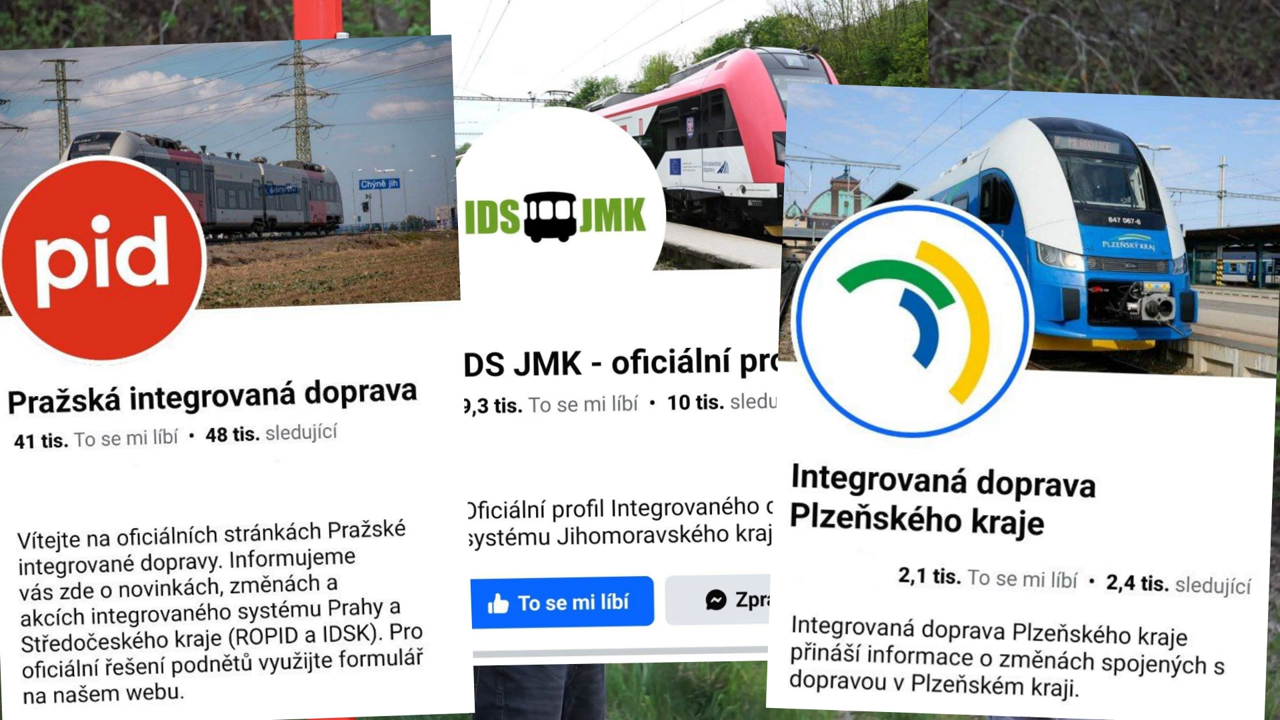 Chýně jih
pid
Pražská integrovaná doprava
41 tis. To se mi líbí • 48 tis. sledující
Vítejte na oficiálních stránkách Pražské
integrované dopravy. Informujeme
vás zde o novinkách, změnách a
akcích integrovaného systému Prahy a
Středočeského kraje (ROPID a IDSK). Pro
oficiální řešení podnětů využijte formulář
na našem webu.
IDS JMK
DS JMK - oficiální pro
9,3 tis. To se mi líbí • 10 tis. sledu
Oficiální profil Integrovaného d
systému Jihomoravského kraj
To se mi líbí
Zprá
847 067-6
PLZEŇSKÝ KRAJ
Integrovaná doprava
Plzeňského kraje
2,1 tis. To se mi líbí • 2,4 tis. sledující
Integrovaná doprava Plzeňského kraje
přináší informace o změnách spojených s
dopravou v Plzeňském kraji.